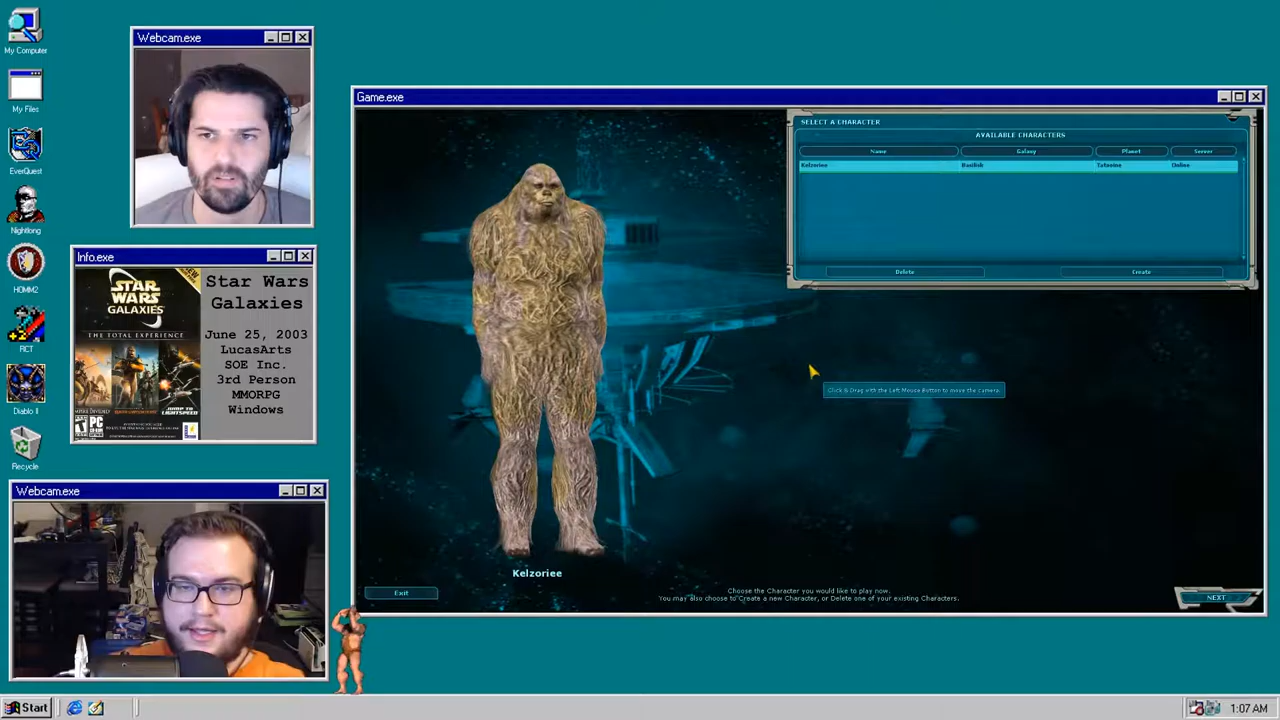 My Computer
My Files
EverQuest
Nightlong
HOMM2
RCT
Diablo II
Recycle
Webcam.exe
Info.exe
STAR WARS
GALAXIES
THE TOTAL EXPERIENCE
JUMP TO
LIGHTSPEED
PC
Star Wars
Galaxies
June 25, 2003
LucasArts
SOE Inc.
3rd Person
MMORPG
Windows
Webcam.exe
Game.exe
SELECT A CHARACTER
AVAILABLE CHARACTERS
Name Galaxy Planet Server
Kelzoriee Basilisk Tatooine Online
Delete Create
Click & Drag with the Left Mouse Button to move the camera.
Kelzoriee
Exit
Choose the Character you would like to play now.
You may also choose to Create a new Character, or Delete one of your existing Characters.
NEXT
Start
1:07 AM